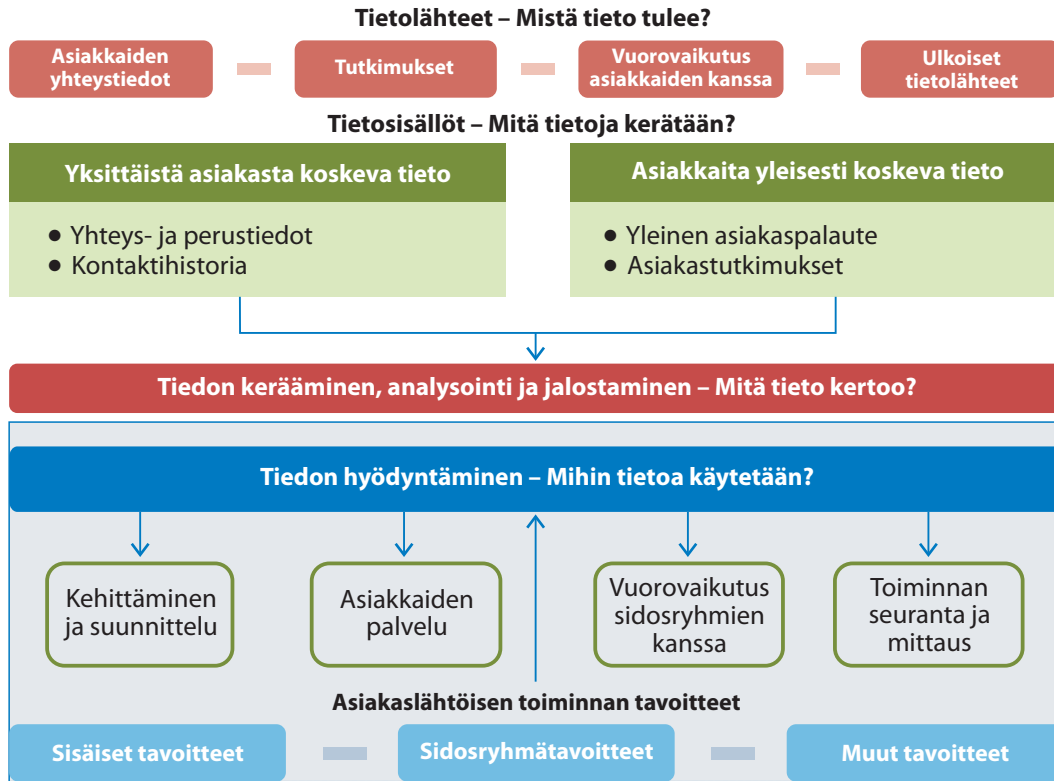 Tietolähteet – Mistä tieto tulee?
Asiakkaiden
yhteystiedot
Tutkimukset
Vuorovaikutus
asiakkaiden kanssa
Ulkoiset
tietolähteet
Tietosisällöt – Mitä tietoja kerätään?
Yksittäistä asiakasta koskeva tieto
• Yhteys- ja perustiedot
• Kontaktihistoria
Asiakkaita yleisesti koskeva tieto
• Yleinen asiakaspalaute
• Asiakastutkimukset
Tiedon kerääminen, analysointi ja jalostaminen – Mitä tieto kertoo?
Tiedon hyödyntäminen – Mihin tietoa käytetään?
Kehittäminen
ja suunnittelu
Asiakkaiden
palvelu
Vuorovaikutus
sidosryhmien
kanssa
Toiminnan
seuranta ja
mittaus
Asiakaslähtöisen toiminnan tavoitteet
Sisäiset tavoitteet
Sidosryhmätavoitteet
Muut tavoitteet